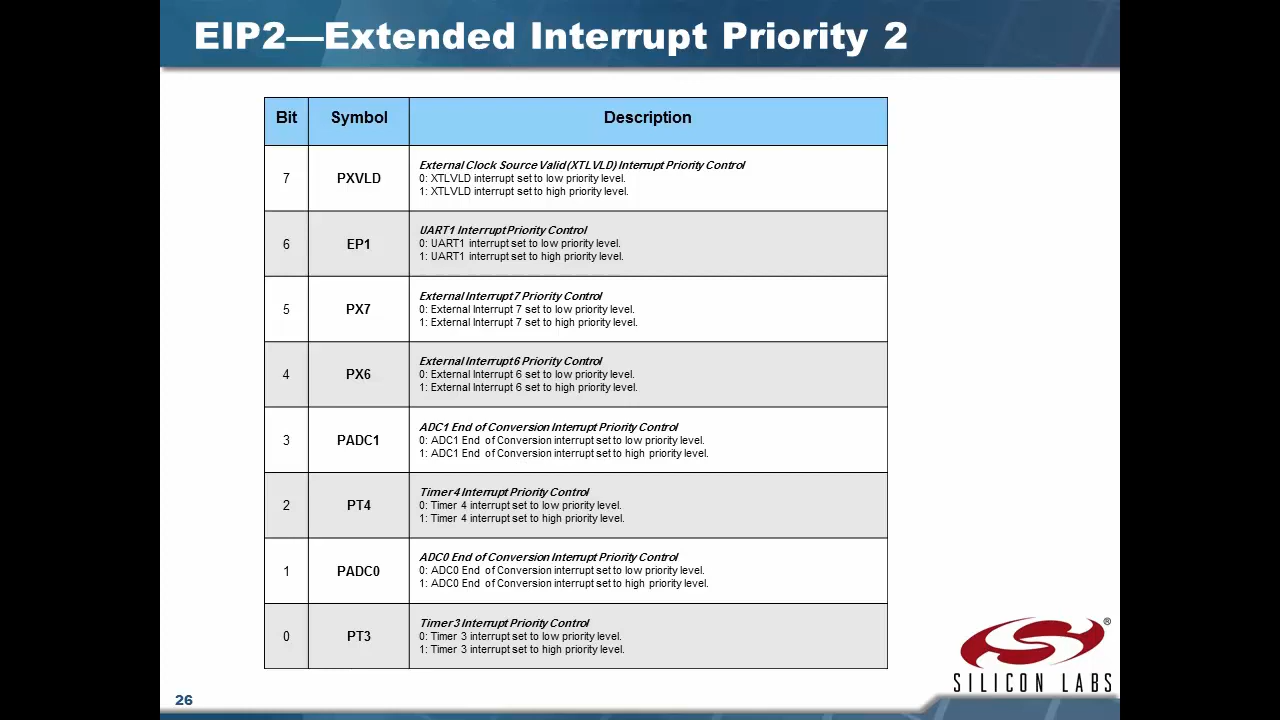 EIP2—Extended Interrupt Priority 2
Bit Symbol Description
7 PXVLD
External Clock Source Valid (XTLVLD) Interrupt Priority Control
0: XTLVLD interrupt set to low priority level.
1: XTLVLD interrupt set to high priority level.
6 EP1
UART1 Interrupt Priority Control
0: UART1 interrupt set to low priority level.
1: UART1 interrupt set to high priority level.
5 PX7
External Interrupt 7 Priority Control
0: External Interrupt 7 set to low priority level.
1: External Interrupt 7 set to high priority level.
4 PX6
External Interrupt 6 Priority Control
0: External Interrupt 6 set to low priority level.
1: External Interrupt 6 set to high priority level.
3 PADC1
ADC1 End of Conversion Interrupt Priority Control
0: ADC1 End of Conversion interrupt set to low priority level.
1: ADC1 End of Conversion interrupt set to high priority level.
2 PT4
Timer 4 Interrupt Priority Control
0: Timer 4 interrupt set to low priority level.
1: Timer 4 interrupt set to high priority level.
1 PADC0
ADC0 End of Conversion Interrupt Priority Control
0: ADC0 End of Conversion interrupt set to low priority level.
1: ADC0 End of Conversion interrupt set to high priority level.
0 PT3
Timer 3 Interrupt Priority Control
0: Timer 3 interrupt set to low priority level.
1: Timer 3 interrupt set to high priority level.
®
SILICON LABS
26